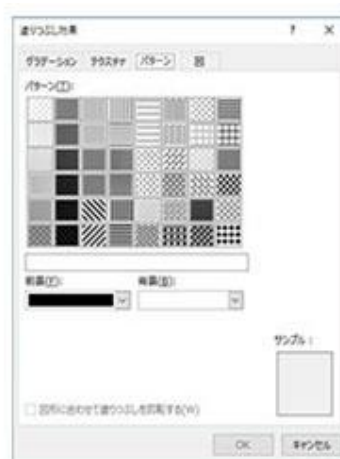 塗りつぶし効果 ? ×
グラデーション テクスチャ パターン 図
パターン(T):
前景(F): 背景(B):
サンプル:
図形に合わせて塗りつぶしを回転する(W)
OK キャンセル